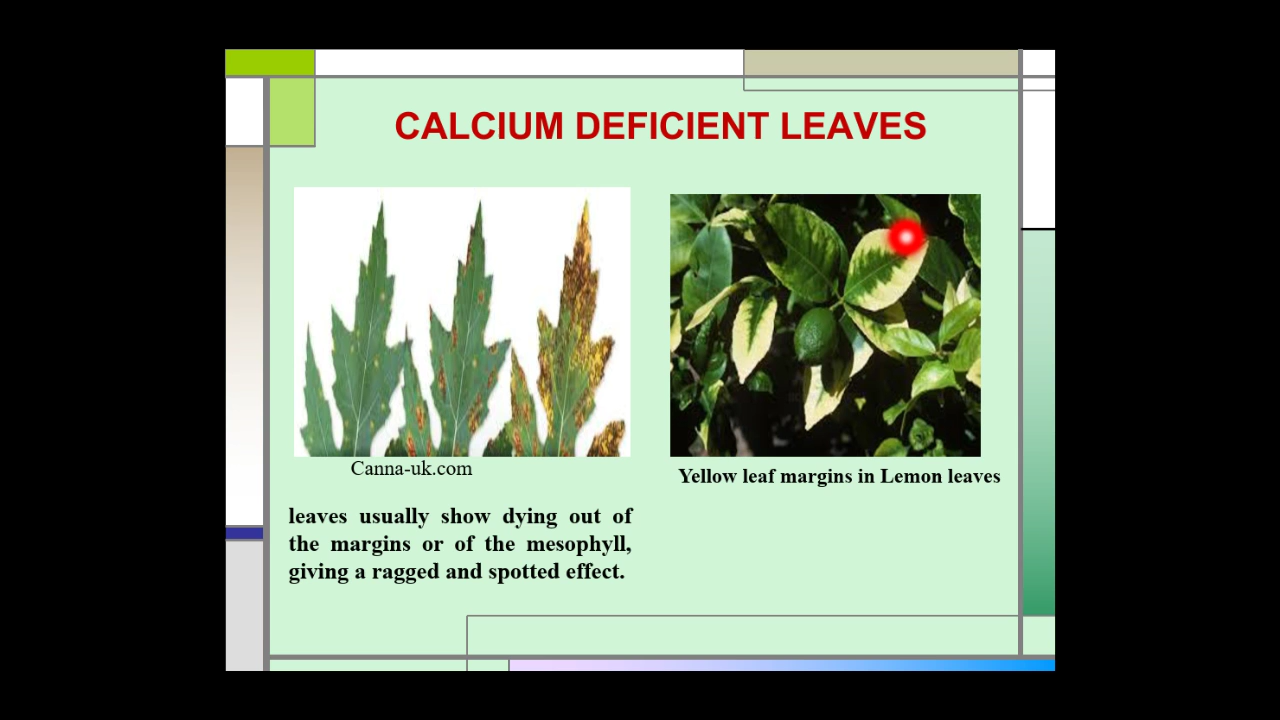 CALCIUM DEFICIENT LEAVES
Canna-uk.com
Yellow leaf margins in Lemon leaves
leaves usually show dying out of
the margins or of the mesophyll,
giving a ragged and spotted effect.